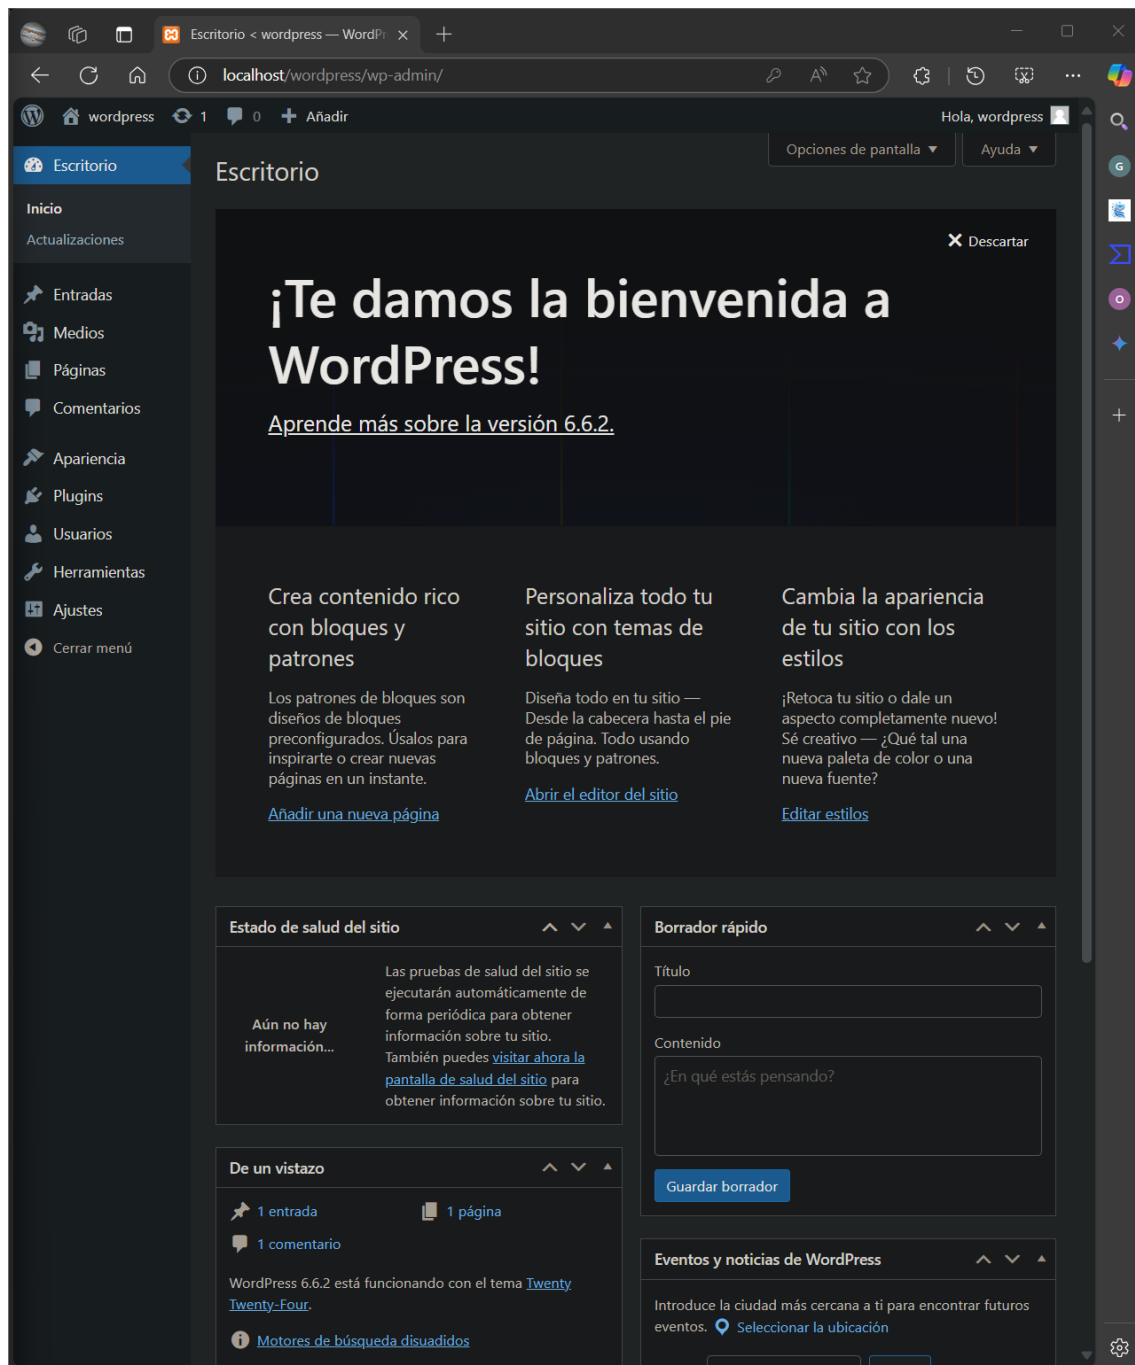 Escritorio < wordpress — WordPr
localhost/wordpress/wp-admin/
wordpress 1 0 Añadir
Hola, wordpress
Escritorio
Inicio
Actualizaciones
Entradas
Medios
Páginas
Comentarios
Apariencia
Plugins
Usuarios
Herramientas
Ajustes
Cerrar menú
Opciones de pantalla
Ayuda
Escritorio
Descartar
¡Te damos la bienvenida a
WordPress!
Aprende más sobre la versión 6.6.2.
Crea contenido rico
con bloques y
patrones
Los patrones de bloques son
diseños de bloques
preconfigurados. Úsalos para
inspirarte o crear nuevas
páginas en un instante.
Añadir una nueva página
Personaliza todo tu
sitio con temas de
bloques
Diseña todo en tu sitio —
Desde la cabecera hasta el pie
de página. Todo usando
bloques y patrones.
Abrir el editor del sitio
Cambia la apariencia
de tu sitio con los
estilos
¡Retoca tu sitio o dale un
aspecto completamente nuevo!
Sé creativo — ¿Qué tal una
nueva paleta de color o una
nueva fuente?
Editar estilos
Estado de salud del sitio
Aún no hay
información...
Las pruebas de salud del sitio se
ejecutarán automáticamente de
forma periódica para obtener
información sobre tu sitio.
También puedes visitar ahora la
pantalla de salud del sitio para
obtener información sobre tu sitio.
De un vistazo
1 entrada
1 página
1 comentario
WordPress 6.6.2 está funcionando con el tema Twenty
Twenty-Four.
Motores de búsqueda disuadidos
Borrador rápido
Título
Contenido
¿En qué estás pensando?
Guardar borrador
Eventos y noticias de WordPress
Introduce la ciudad más cercana a ti para encontrar futuros
eventos. Seleccionar la ubicación
G
O